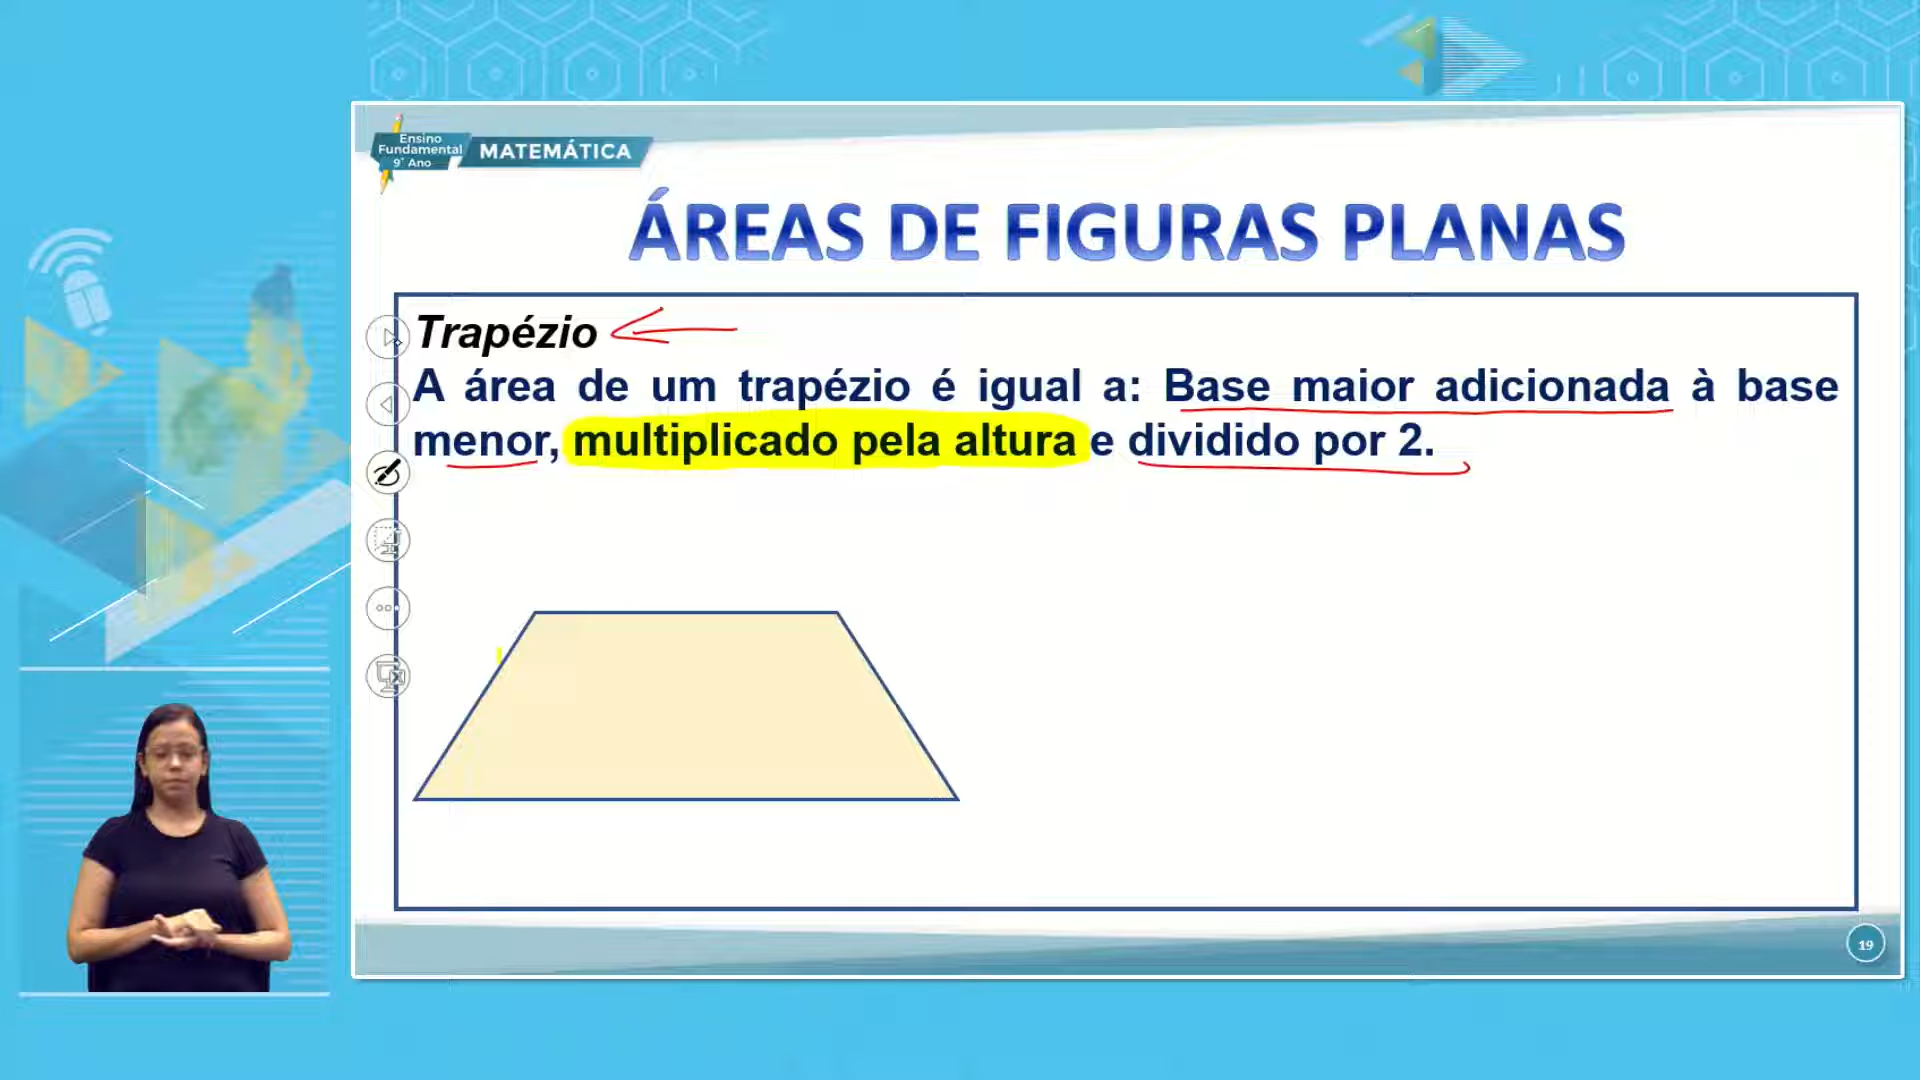 Ensino
Fundamental
9° Ano
MATEMÁTICA
ÁREAS DE FIGURAS PLANAS
Trapézio
A área de um trapézio é igual a: Base maior adicionada à base
menor, multiplicado pela altura e dividido por 2.
19